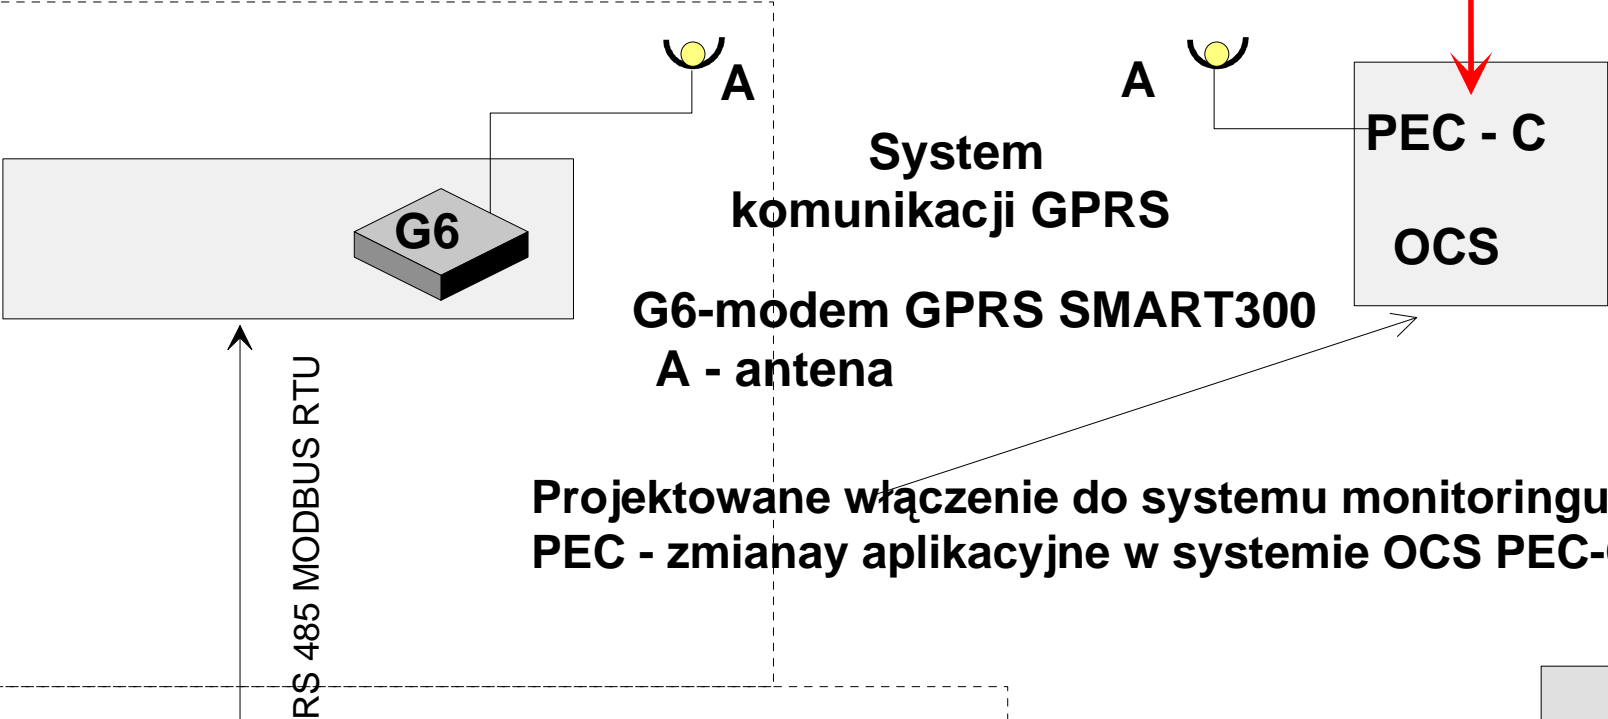 A
A
PEC - C
System
komunikacji GPRS
G6
OCS
G6-modem GPRS SMART300
A - antena
RS 485 MODBUS RTU
Projektowane włączenie do systemu monitoringu
PEC - zmianay aplikacyjne w systemie OCS PEC-